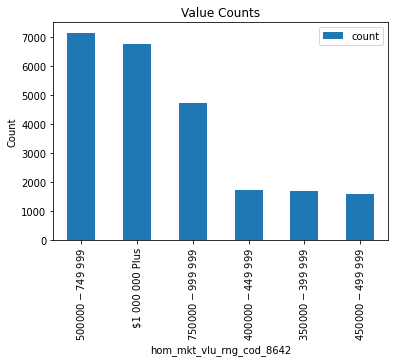 Value Counts
count
7000
6000
5000
4000
3000
2000
1000
0
Count
500000 - 749 999
$1 000 000 Plus
750000 - 999 999
400000 - 449 999
350000 - 399 999
450000 - 499 999
hom_mkt_vlu_rng_cod_8642